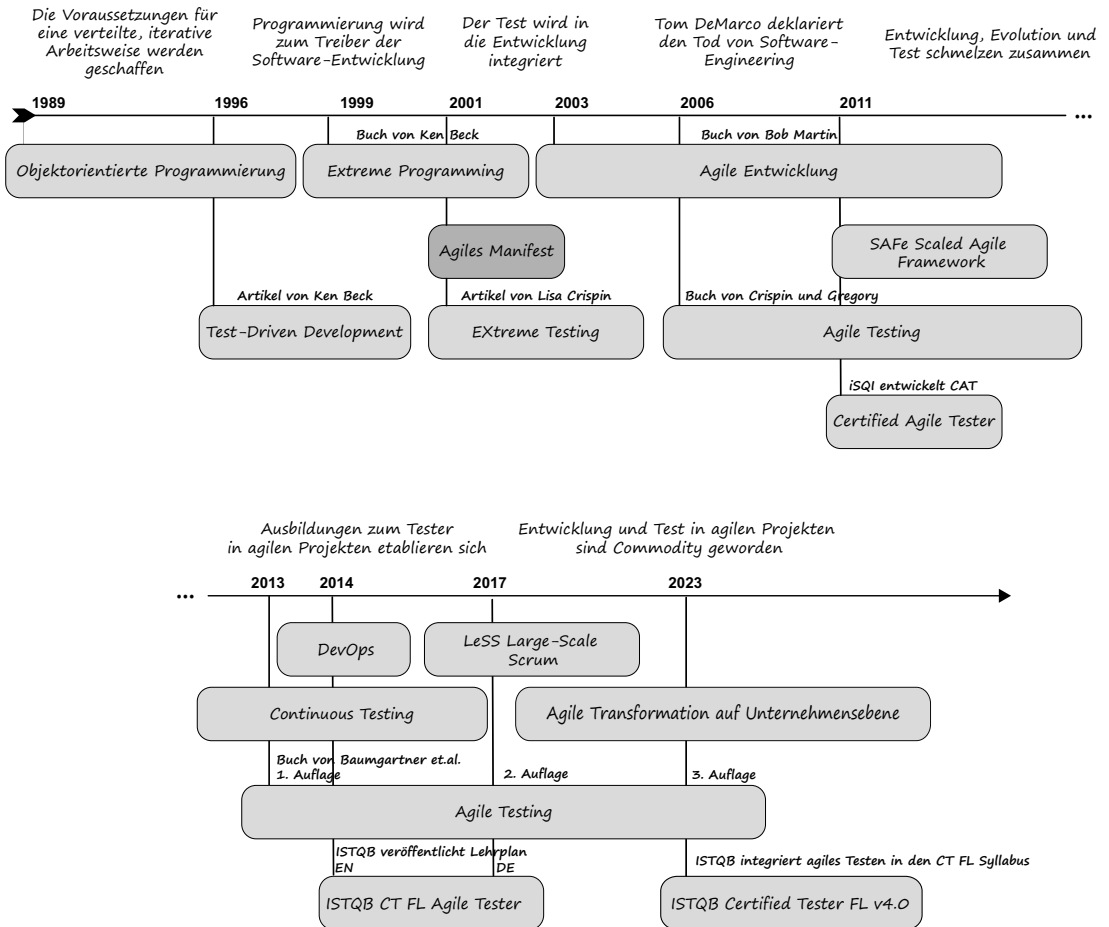 Die Voraussetzungen für
eine verteilte, iterative
Arbeitsweise werden
geschaffen
Programmierung wird
zum Treiber der
Software-Entwicklung
Der Test wird in
die Entwicklung
integriert
Tom DeMarco deklariert
den Tod von Software-
Engineering
Entwicklung, Evolution und
Test schmelzen zusammen
1989
1996
1999
2001
2003
2006
2011
...
Buch von Ken Beck
Buch von Bob Martin
Objektorientierte Programmierung
Extreme Programming
Agile Entwicklung
Agiles Manifest
SAFe Scaled Agile
Framework
Artikel von Ken Beck
Artikel von Lisa Crispin
Buch von Crispin und Gregory
Test-Driven Development
EXtreme Testing
Agile Testing
iSQI entwickelt CAT
Certified Agile Tester
Ausbildungen zum Tester
in agilen Projekten etablieren sich
Entwicklung und Test in agilen Projekten
sind Commodity geworden
...
2013
2014
2017
2023
DevOps
LeSS Large-Scale
Scrum
Continuous Testing
Agile Transformation auf Unternehmensebene
Buch von Baumgartner et.al.
1. Auflage
2. Auflage
3. Auflage
Agile Testing
ISTQB veröffentlicht Lehrplan
EN
DE
ISTQB integriert agiles Testen in den CT FL Syllabus
ISTQB CT FL Agile Tester
ISTQB Certified Tester FL v4.0